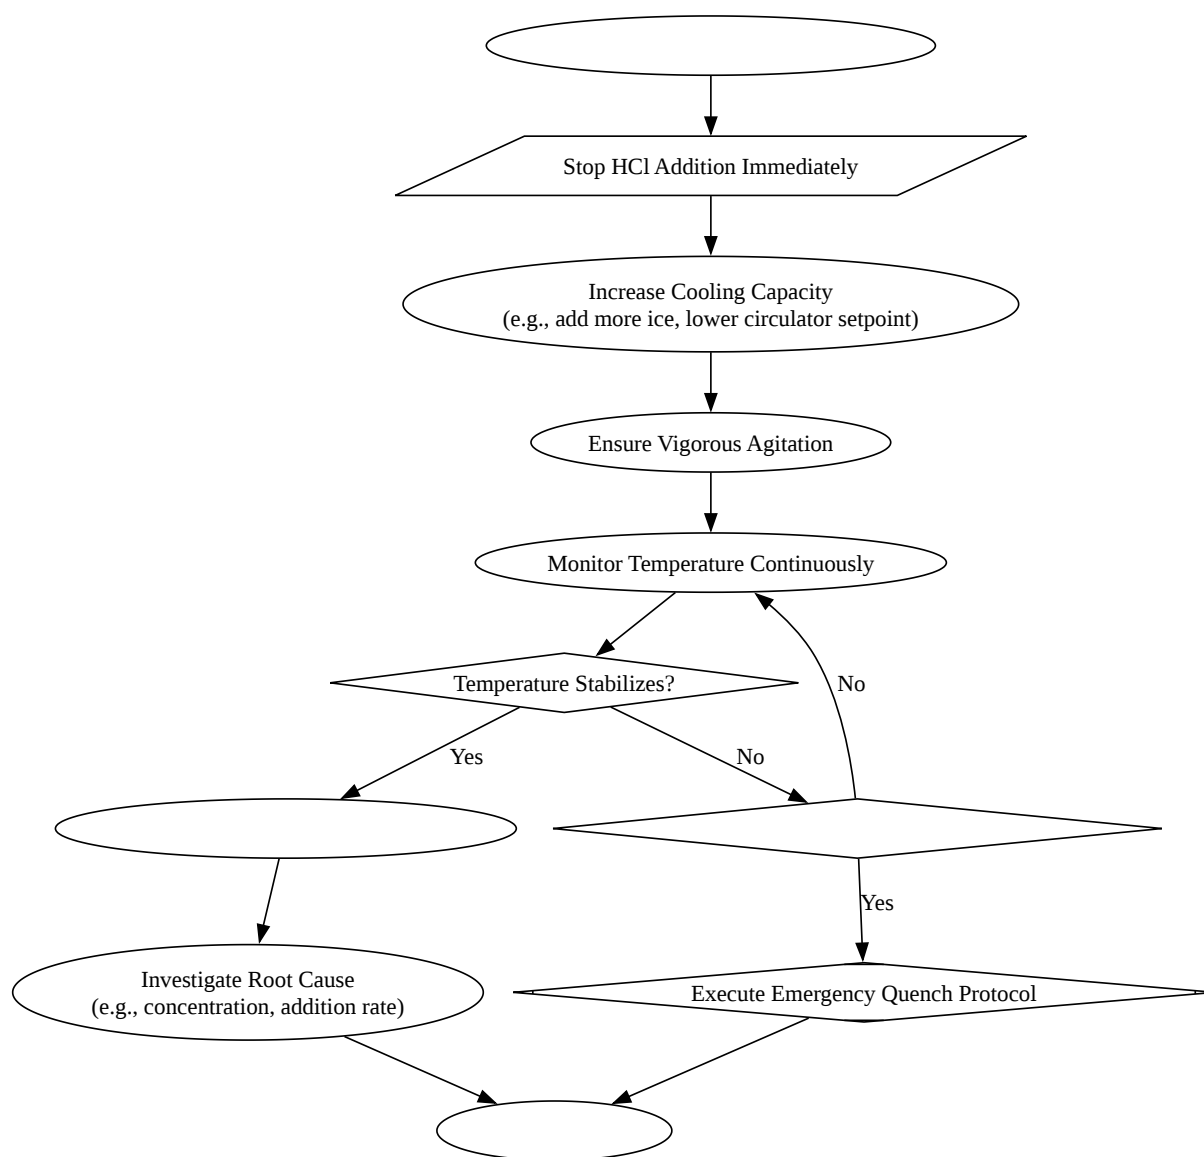 Stop HCl Addition Immediately
Increase Cooling Capacity
(e.g., add more ice, lower circulator setpoint)
Ensure Vigorous Agitation
Monitor Temperature Continuously
Temperature Stabilizes?
No
Yes
No
Yes
Investigate Root Cause
(e.g., concentration, addition rate)
Execute Emergency Quench Protocol